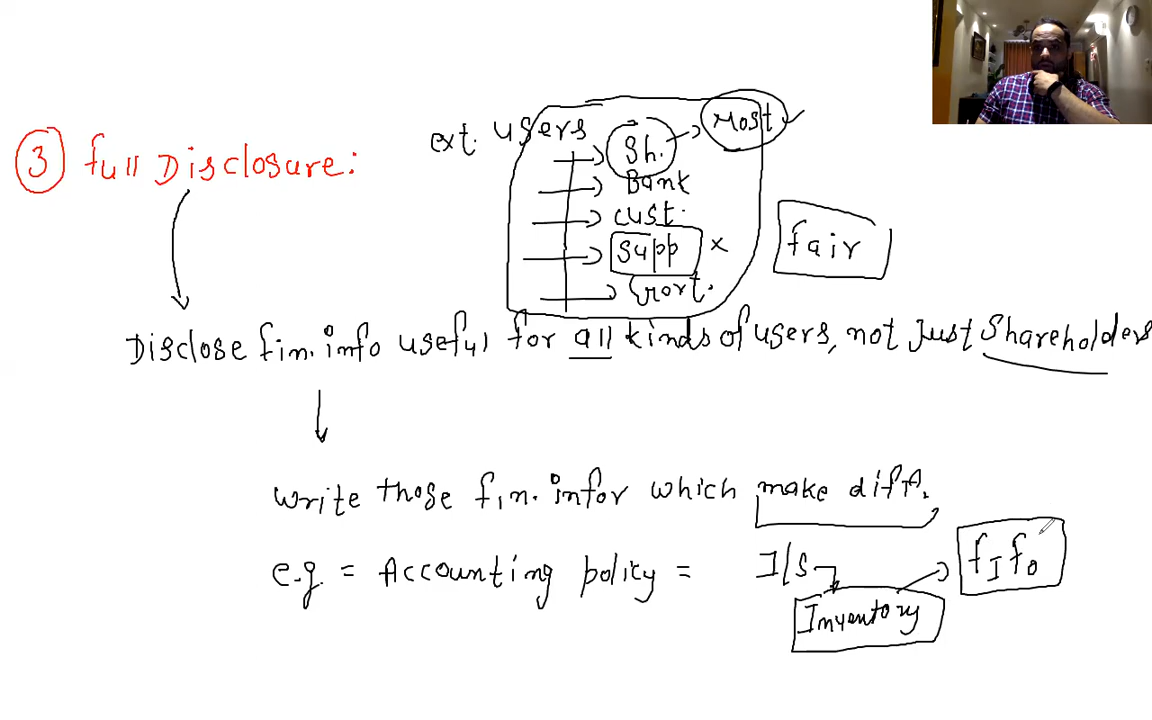 ext. users
Sh. Most
③ full Disclosure:
Bank
cust.
Supp x
fair
Govt.
Disclose fin. info useful for all kinds of users, not just Shareholders
Write those fin. infor which make diff.
e.g. = Accounting policy = I/S
FIFO
Inventory